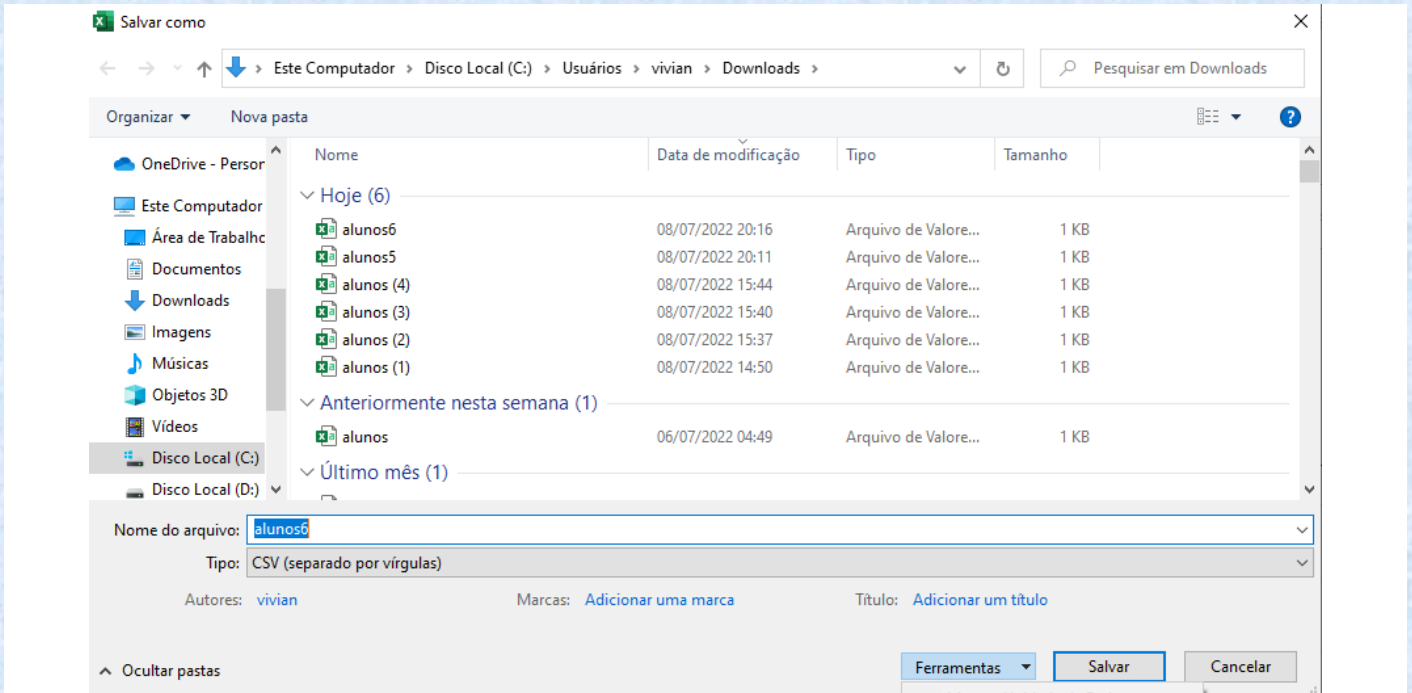 Salvar como
Este Computador > Disco Local (C:) > Usuários > vivian > Downloads >
Pesquisar em Downloads
Organizar
Nova pasta
OneDrive - Person
Este Computador
Área de Trabalho
Documentos
Downloads
Imagens
Músicas
Objetos 3D
Vídeos
Disco Local (C:)
Disco Local (D:)
Nome Data de modificação Tipo Tamanho
Hoje (6)
alunos6 08/07/2022 20:16 Arquivo de Valore... 1 KB
alunos5 08/07/2022 20:11 Arquivo de Valore... 1 KB
alunos (4) 08/07/2022 15:44 Arquivo de Valore... 1 KB
alunos (3) 08/07/2022 15:40 Arquivo de Valore... 1 KB
alunos (2) 08/07/2022 15:37 Arquivo de Valore... 1 KB
alunos (1) 08/07/2022 14:50 Arquivo de Valore... 1 KB
Anteriormente nesta semana (1)
alunos 06/07/2022 04:49 Arquivo de Valore... 1 KB
Último mês (1)
Nome do arquivo: alunos6
Tipo: CSV (separado por vírgulas)
Autores: vivian Marcas: Adicionar uma marca Título: Adicionar um título
Ocultar pastas
Ferramentas Salvar Cancelar